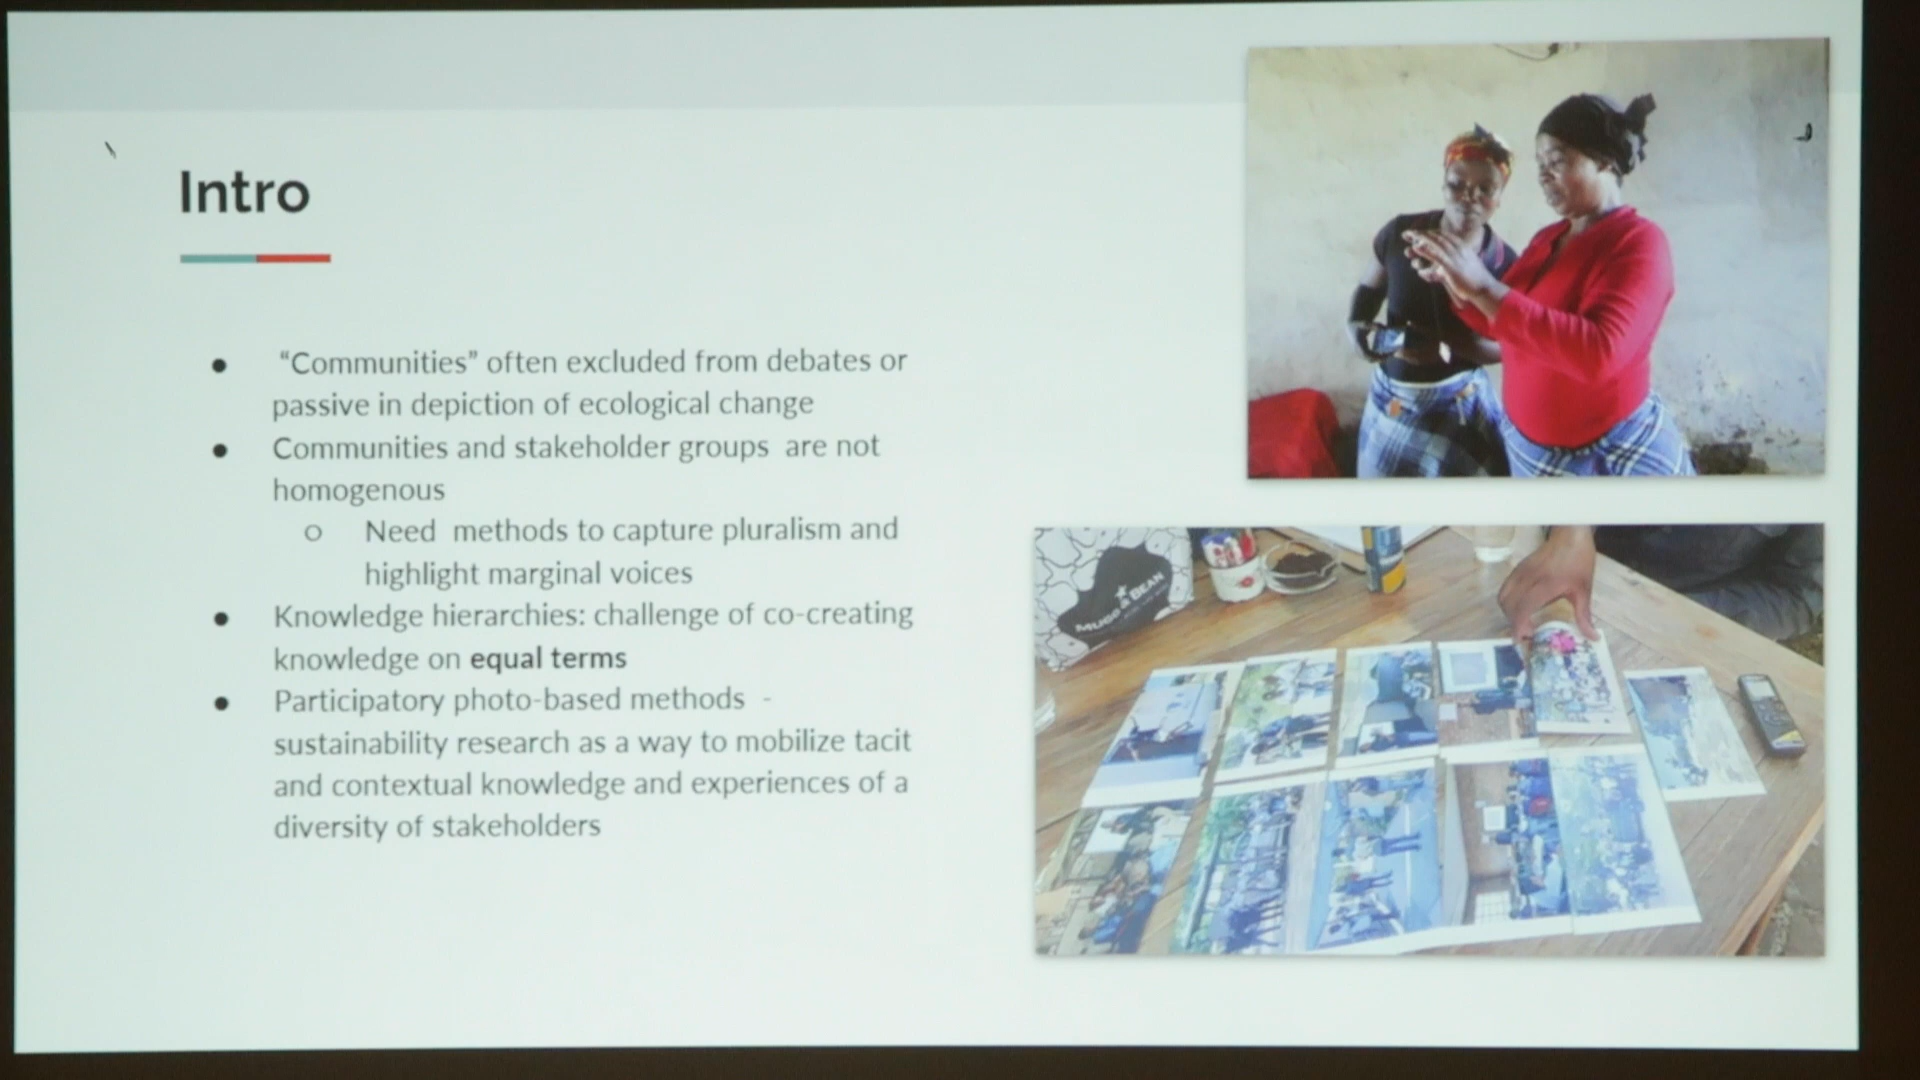 Intro
● “Communities” often excluded from debates or
passive in depiction of ecological change
● Communities and stakeholder groups are not
homogenous
○ Need methods to capture pluralism and
highlight marginal voices
● Knowledge hierarchies: challenge of co-creating
knowledge on equal terms
● Participatory photo-based methods -
sustainability research as a way to mobilize tacit
and contextual knowledge and experiences of a
diversity of stakeholders
MUGG & BEAN